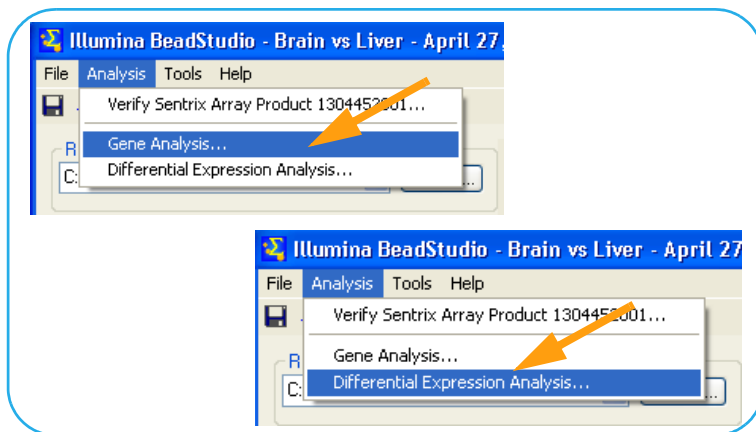 Illumina BeadStudio - Brain vs Liver - April 27,
File Analysis Tools Help
Verify Sentrix Array Product 1304452001...
R
Gene Analysis...
C:
Differential Expression Analysis...
...
Illumina BeadStudio - Brain vs Liver - April 27
File Analysis Tools Help
Verify Sentrix Array Product 1304452001...
R
Gene Analysis...
C:
Differential Expression Analysis...
...